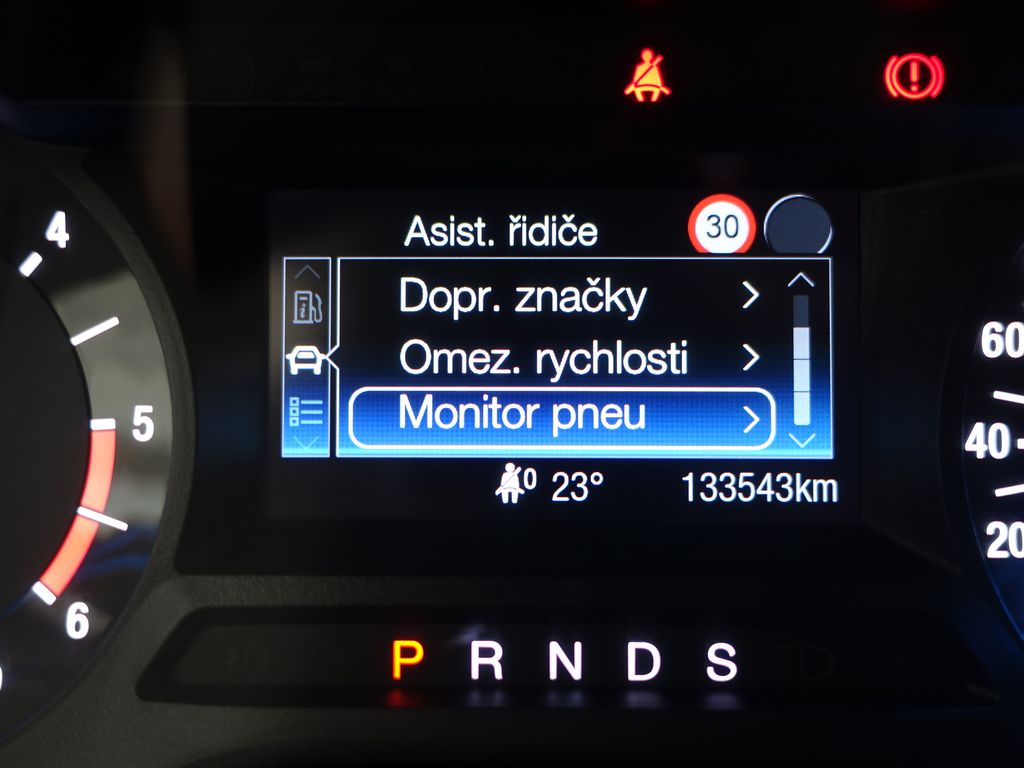 30
Asist. řidiče
Dopr. značky
Omez. rychlosti
Monitor pneu
0 23° 133543km
4
5
6
60
40
20
P R N D S